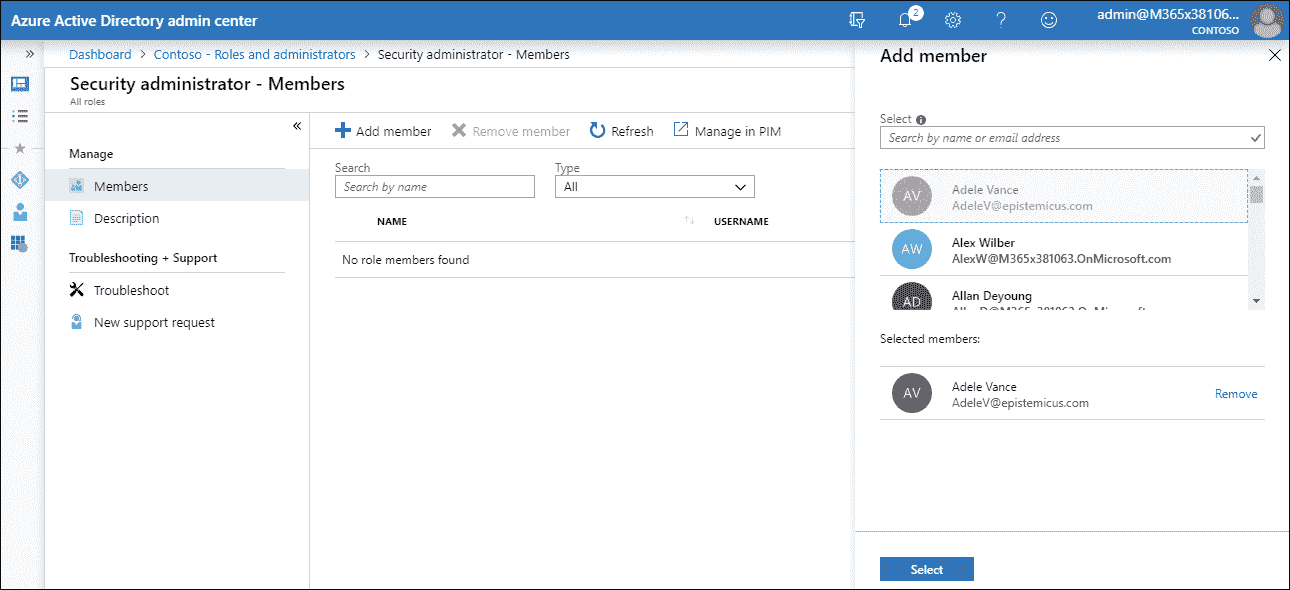 Azure Active Directory admin center
2
admin@M365x38106...
CONTOSO
Dashboard > Contoso - Roles and administrators > Security administrator - Members
Security administrator - Members
All roles
Manage
Members
Description
Troubleshooting + Support
Troubleshoot
New support request
Add member
Remove member
Refresh
Manage in PIM
Search
Search by name
Type
All
NAME
USERNAME
No role members found
Add member
Select
Search by name or email address
AV
Adele Vance
AdeleV@epistemicus.com
AW
Alex Wilber
AlexW@M365x381063.OnMicrosoft.com
AD
Allan Deyoung
Selected members:
AV
Adele Vance
AdeleV@epistemicus.com
Remove
Select